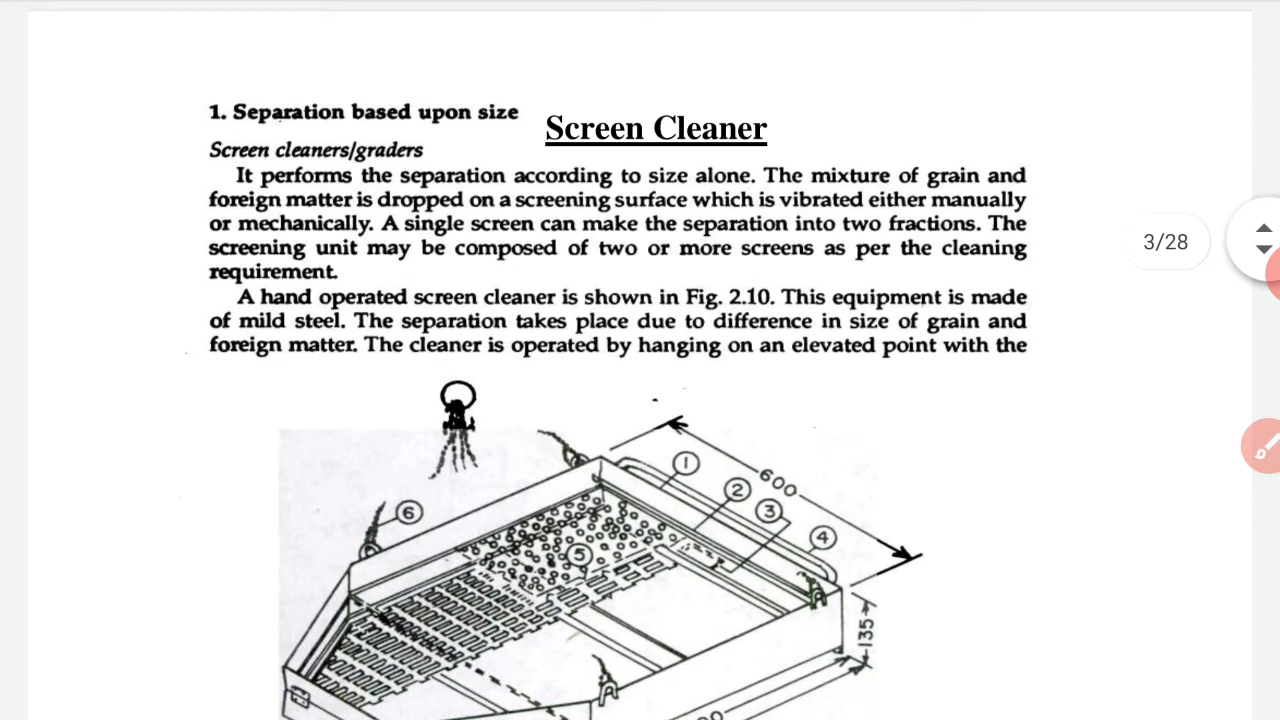 1. Separation based upon size
Screen Cleaner
Screen cleaners/graders
It performs the separation according to size alone. The mixture of grain and
foreign matter is dropped on a screening surface which is vibrated either manually
or mechanically. A single screen can make the separation into two fractions. The
screening unit may be composed of two or more screens as per the cleaning
requirement.
A hand operated screen cleaner is shown in Fig. 2.10. This equipment is made
of mild steel. The separation takes place due to difference in size of grain and
foreign matter. The cleaner is operated by hanging on an elevated point with the
3/28
1
600
2
3
4
6
5
135